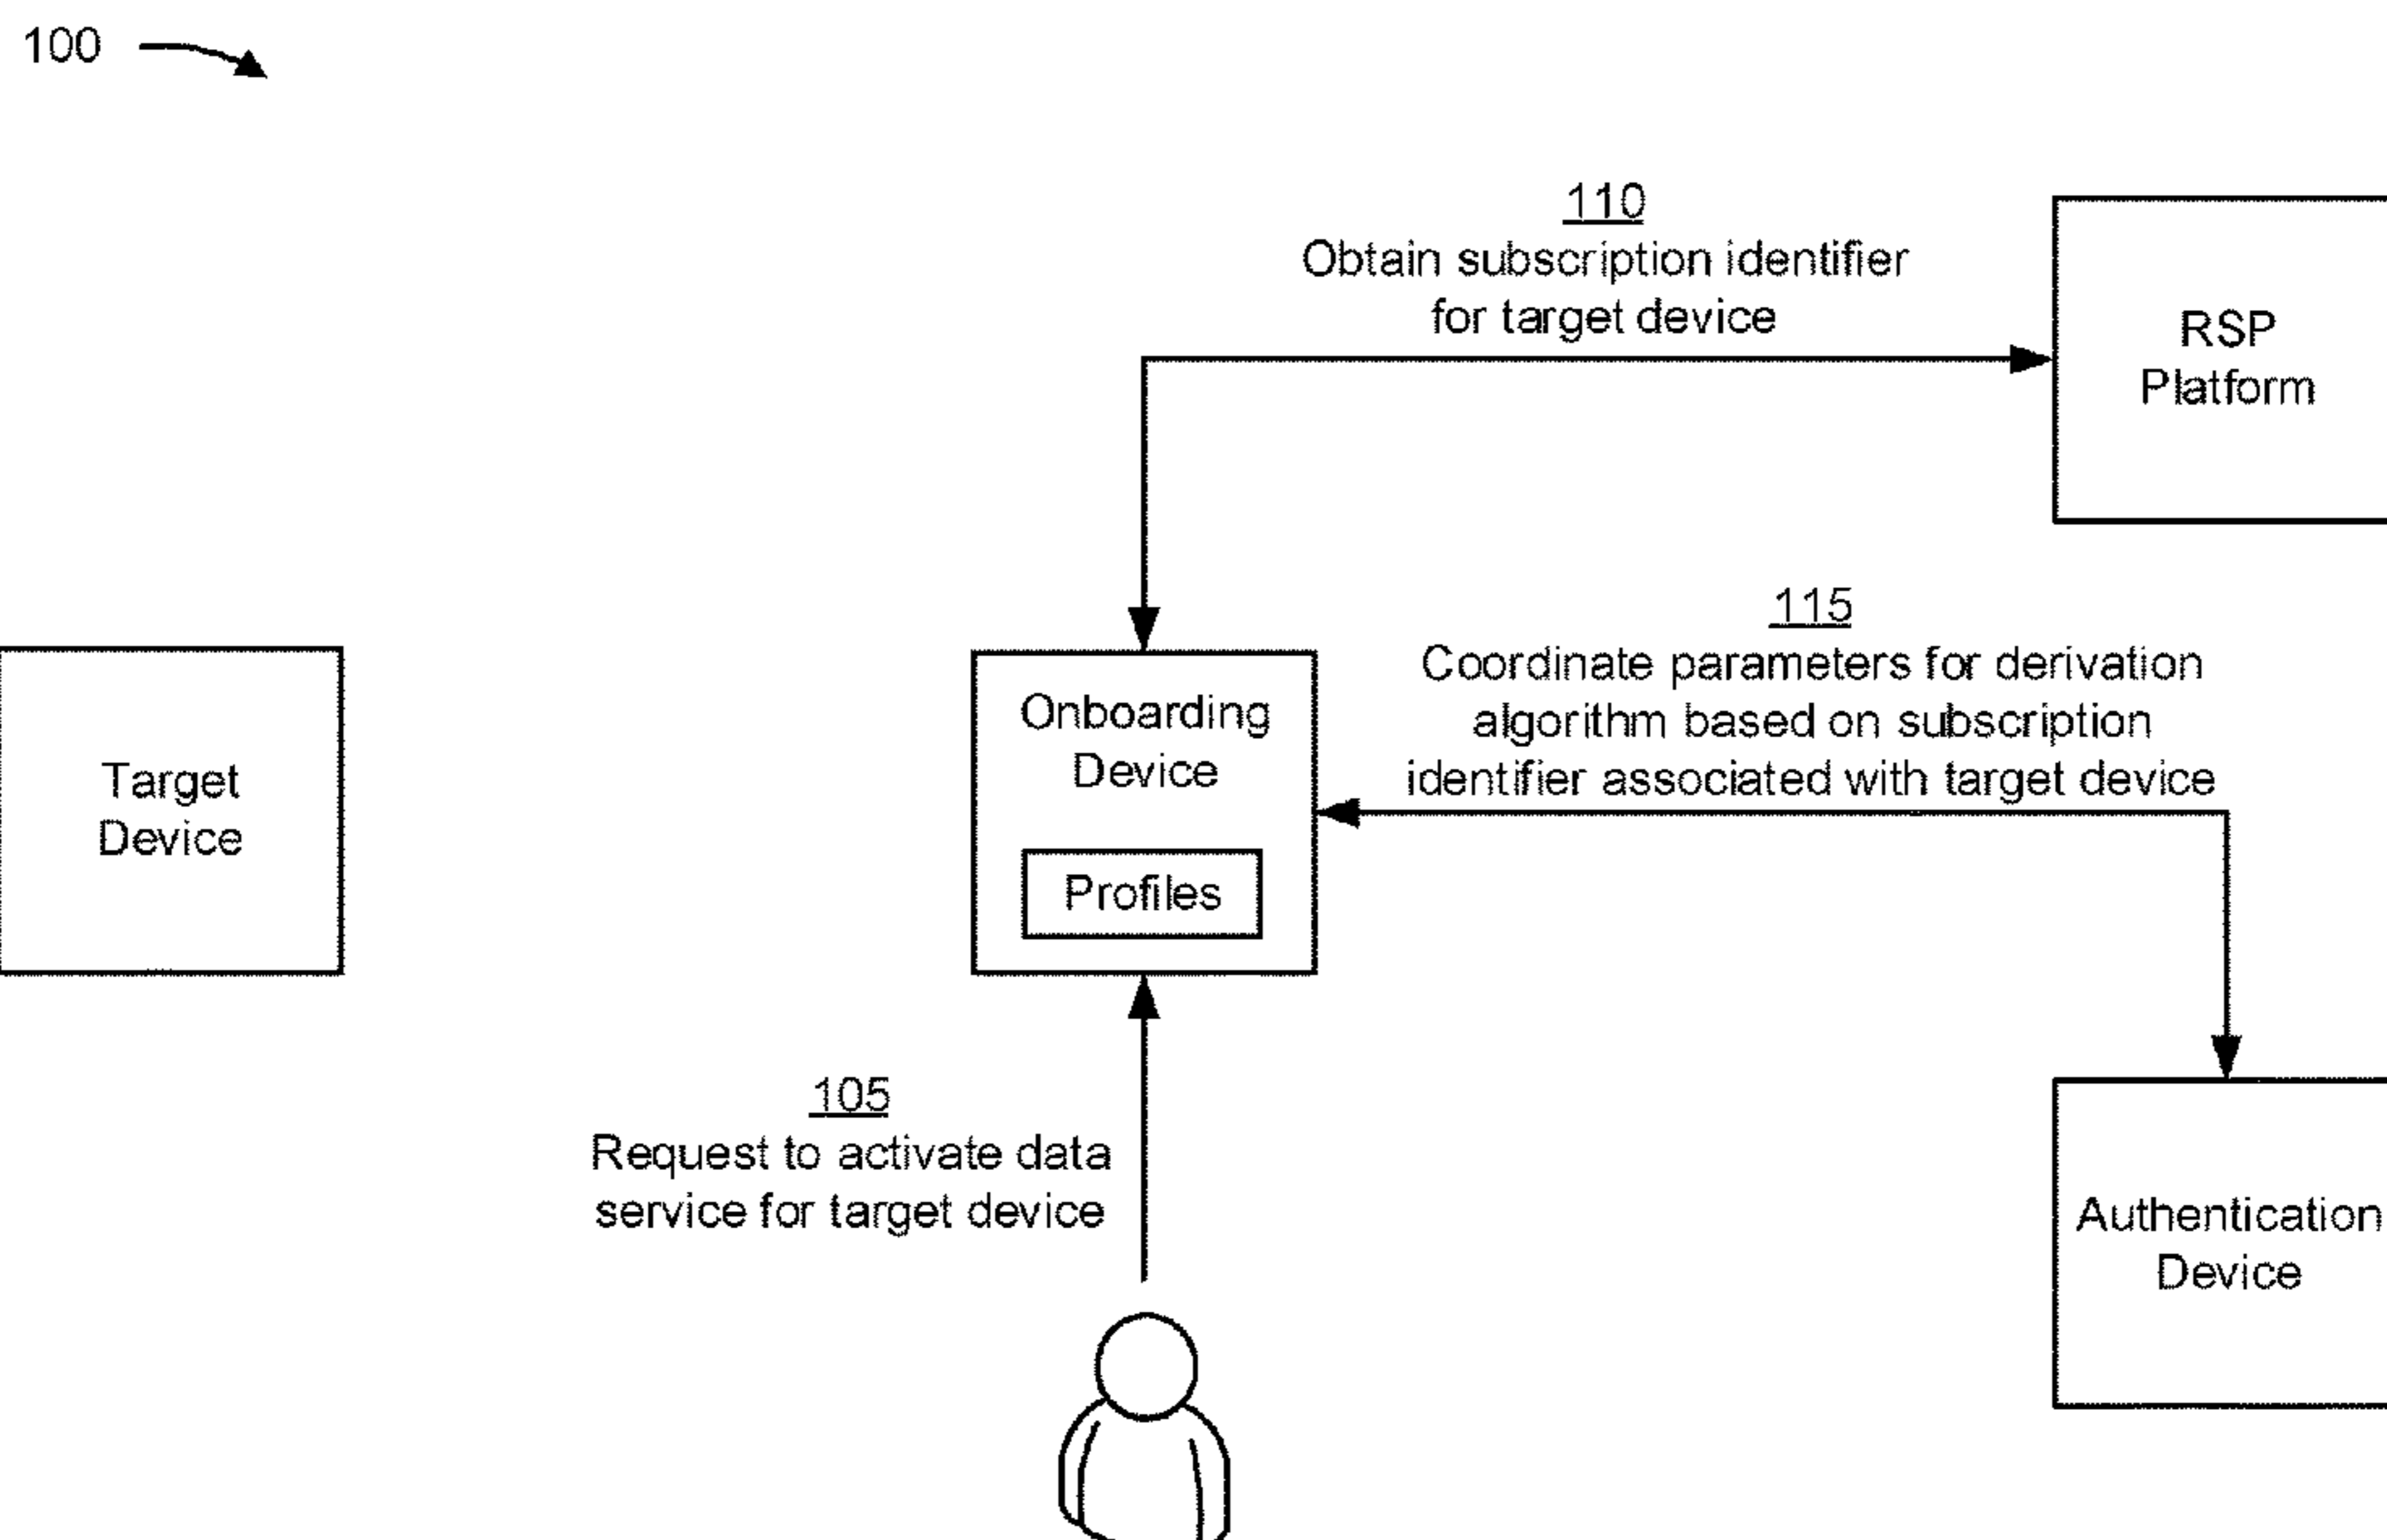 100
110
Obtain subscription identifier
for target device
RSP
Platform
115
Coordinate parameters for derivation
algorithm based on subscription
identifier associated with target device
Onboarding
Device
Profiles
Target
Device
105
Request to activate data
service for target device
Authentication
Device